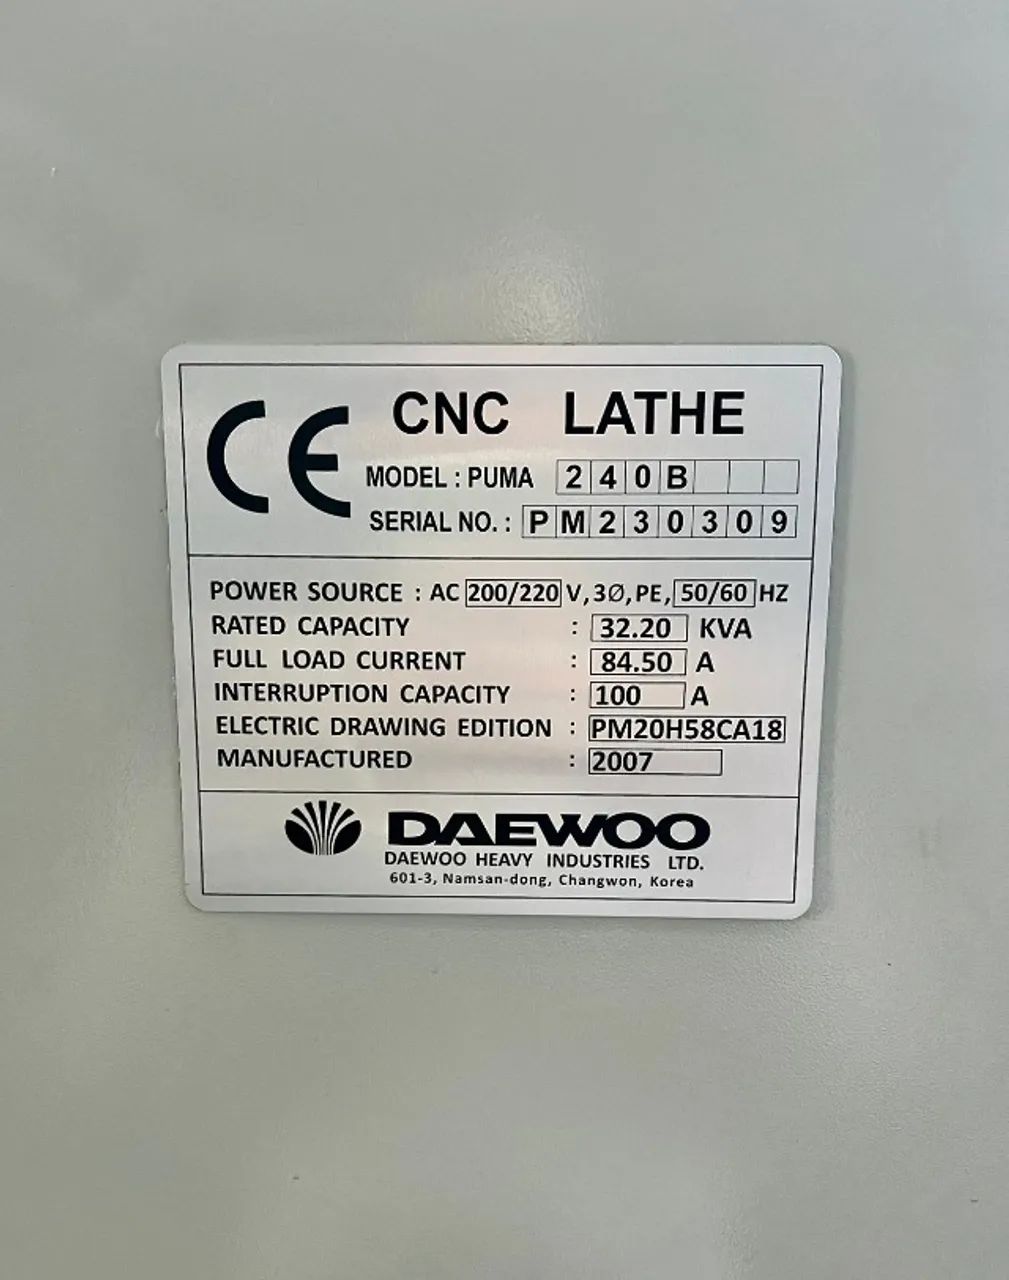 CE CNC LATHE
MODEL : PUMA 240B
SERIAL NO. : PM230309
POWER SOURCE : AC 200/220 V, 3Ø, PE, 50/60 HZ
RATED CAPACITY : 32.20 KVA
FULL LOAD CURRENT : 84.50 A
INTERRUPTION CAPACITY : 100 A
ELECTRIC DRAWING EDITION : PM20H58CA18
MANUFACTURED : 2007
DAEWOO
DAEWOO HEAVY INDUSTRIES LTD.
601-3, Namsan-dong, Changwon, Korea